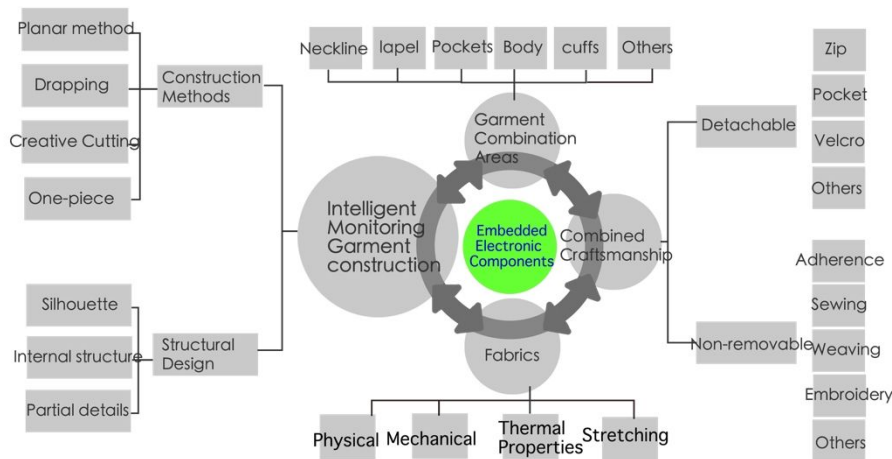 Planar method
Drapping
Creative Cutting
One-piece
Construction
Methods
Silhouette
Internal structure
Partial details
Structural
Design
Intelligent
Monitoring
Garment
construction
Neckline
lapel
Pockets
Body
cuffs
Others
Garment
Combination
Areas
Embedded
Electronic
Components
Combined
Craftsmanship
Fabrics
Physical
Mechanical
Thermal
Properties
Stretching
Detachable
Zip
Pocket
Velcro
Others
Non-removable
Adherence
Sewing
Weaving
Embroidery
Others